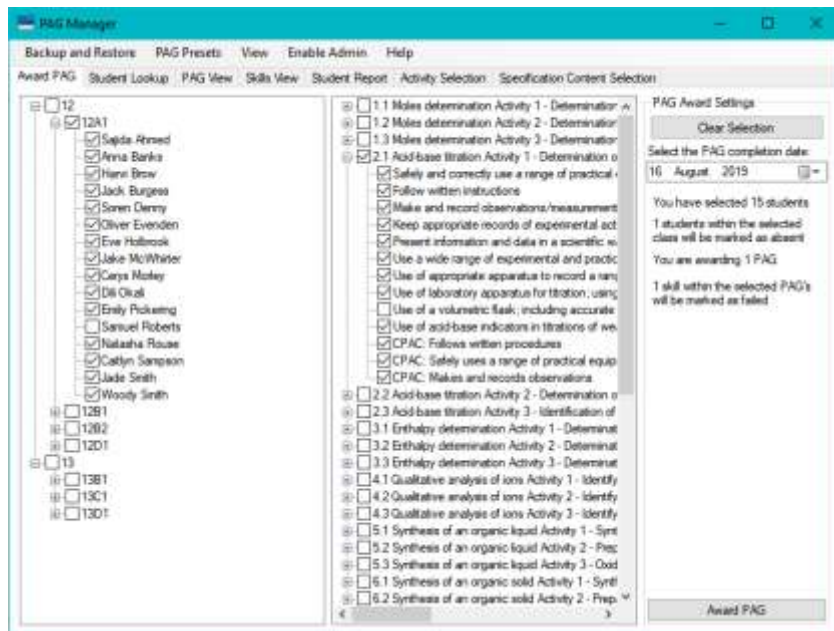 PAG Manager
Backup and Restore PAG Presets View Enable Admin Help
Award PAG Student Lookup PAG View Skills View Student Report Activity Selection Specification Content Selection
12
12A1
Sajida Ahmed
Anna Banks
Harvi Brow
Jack Burgess
Soren Denny
Oliver Evenden
Eve Holbrook
Jake McWhirter
Cerys Morley
Dili Okali
Emily Pickering
Samuel Roberts
Natasha Rouse
Caitlyn Sampson
Jade Smith
Woody Smith
12B1
12B2
12D1
13
13B1
13C1
13D1
1.1 Moles determination Activity 1 - Determination
1.2 Moles determination Activity 2 - Determination
1.3 Moles determination Activity 3 - Determination
2.1 Acid-base titration Activity 1 - Determination o
Safely and correctly use a range of practical
Follow written instructions
Make and record observations/measurement
Keep appropriate records of experimental act
Present information and data in a scientific w
Use a wide range of experimental and practic
Use of appropriate apparatus to record a rang
Use of laboratory apparatus for titration, using
Use of a volumetric flask, including accurate
Use of acid-base indicators in titrations of we
CPAC: Follows written procedures
CPAC: Safely uses a range of practical equip
CPAC: Makes and records observations
2.2 Acid-base titration Activity 2 - Determination o
2.3 Acid-base titration Activity 3 - Identification of
3.1 Enthalpy determination Activity 1 - Determinat
3.2 Enthalpy determination Activity 2 - Determinat
3.3 Enthalpy determination Activity 3 - Determinat
4.1 Qualitative analysis of ions Activity 1 - Identify
4.2 Qualitative analysis of ions Activity 2 - Identify
4.3 Qualitative analysis of ions Activity 3 - Identify
5.1 Synthesis of an organic liquid Activity 1 - Synt
5.2 Synthesis of an organic liquid Activity 2 - Prep
5.3 Synthesis of an organic liquid Activity 3 - Oxid
6.1 Synthesis of an organic solid Activity 1 - Synth
6.2 Synthesis of an organic solid Activity 2 - Prep
PAG Award Settings
Clear Selection
Select the PAG completion date:
16 August 2019
You have selected 15 students
1 students within the selected
class will be marked as absent
You are awarding 1 PAG
1 skill within the selected PAG's
will be marked as failed
Award PAG